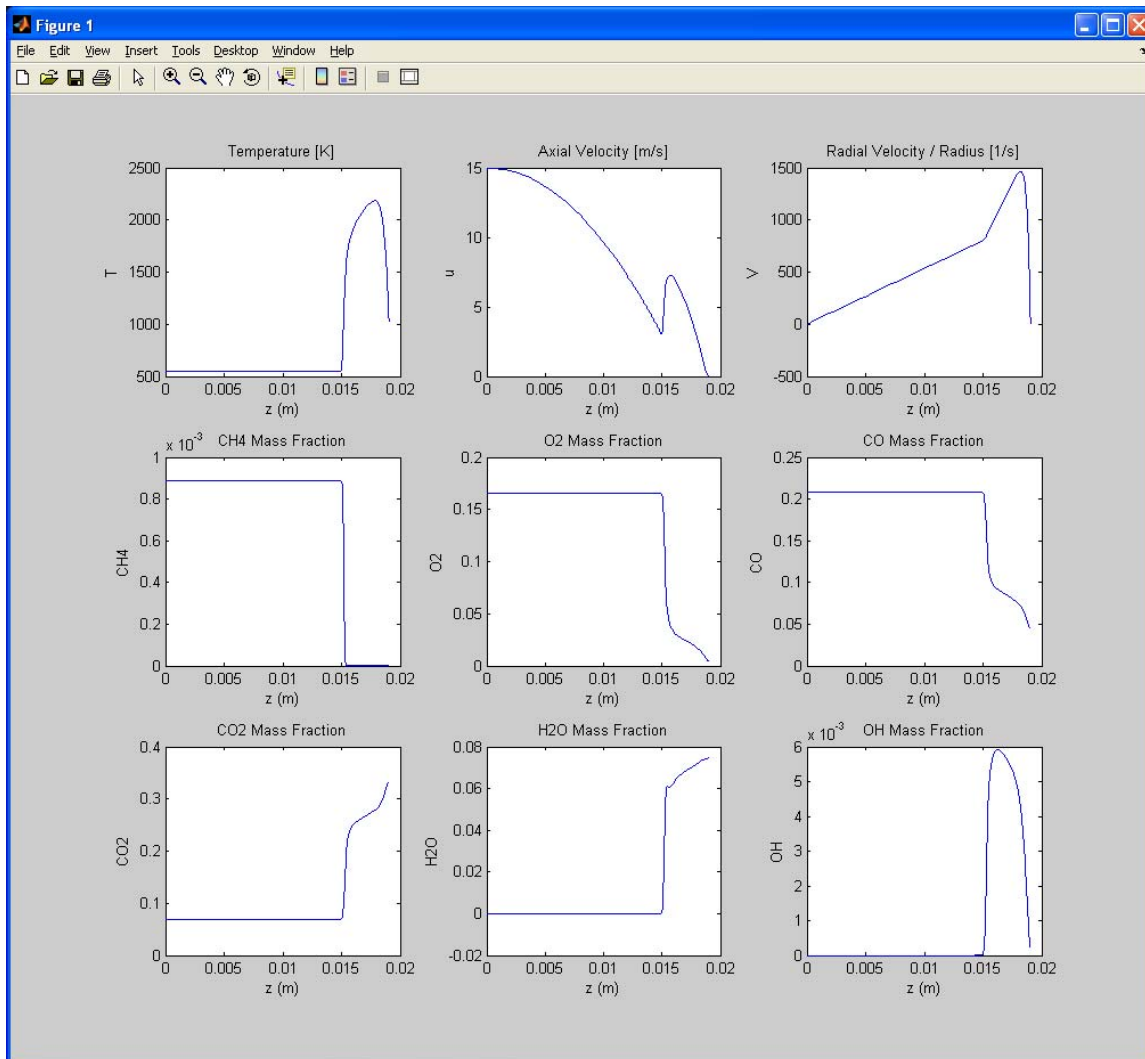 Figure 1
File Edit View Insert Tools Desktop Window Help
Temperature [K]
2500
2000
1500
1000
500
T
0 0.005 0.01 0.015 0.02
z (m)
Axial Velocity [m/s]
15
10
5
0
u
0 0.005 0.01 0.015 0.02
z (m)
Radial Velocity / Radius [1/s]
1500
1000
500
0
-500
V
0 0.005 0.01 0.015 0.02
z (m)
x 10^-3
CH4 Mass Fraction
1
0.8
0.6
0.4
0.2
0
CH4
0 0.005 0.01 0.015 0.02
z (m)
O2 Mass Fraction
0.2
0.15
0.1
0.05
0
O2
0 0.005 0.01 0.015 0.02
z (m)
CO Mass Fraction
0.25
0.2
0.15
0.1
0.05
0
CO
0 0.005 0.01 0.015 0.02
z (m)
CO2 Mass Fraction
0.4
0.3
0.2
0.1
0
CO2
0 0.005 0.01 0.015 0.02
z (m)
H2O Mass Fraction
0.08
0.06
0.04
0.02
0
-0.02
H2O
0 0.005 0.01 0.015 0.02
z (m)
x 10^-3
OH Mass Fraction
6
5
4
3
2
1
0
OH
0 0.005 0.01 0.015 0.02
z (m)